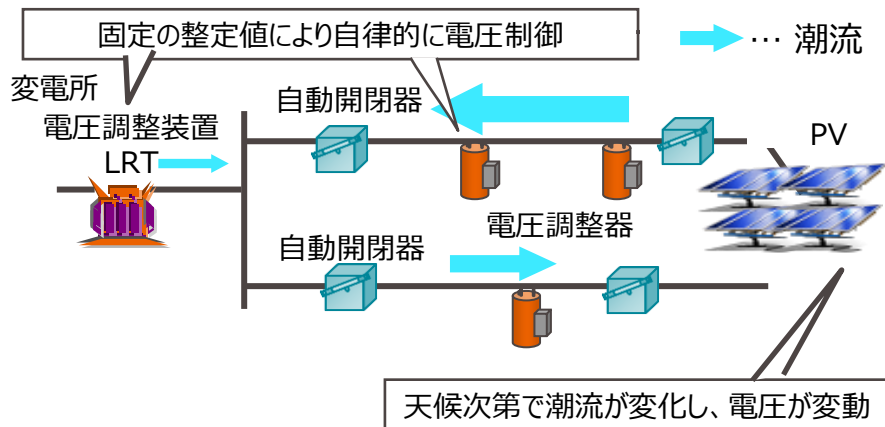 固定の整定値により自律的に電圧制御
… 潮流
変電所
電圧調整装置
LRT
自動開閉器
PV
電圧調整器
自動開閉器
天候次第で潮流が変化し、電圧が変動